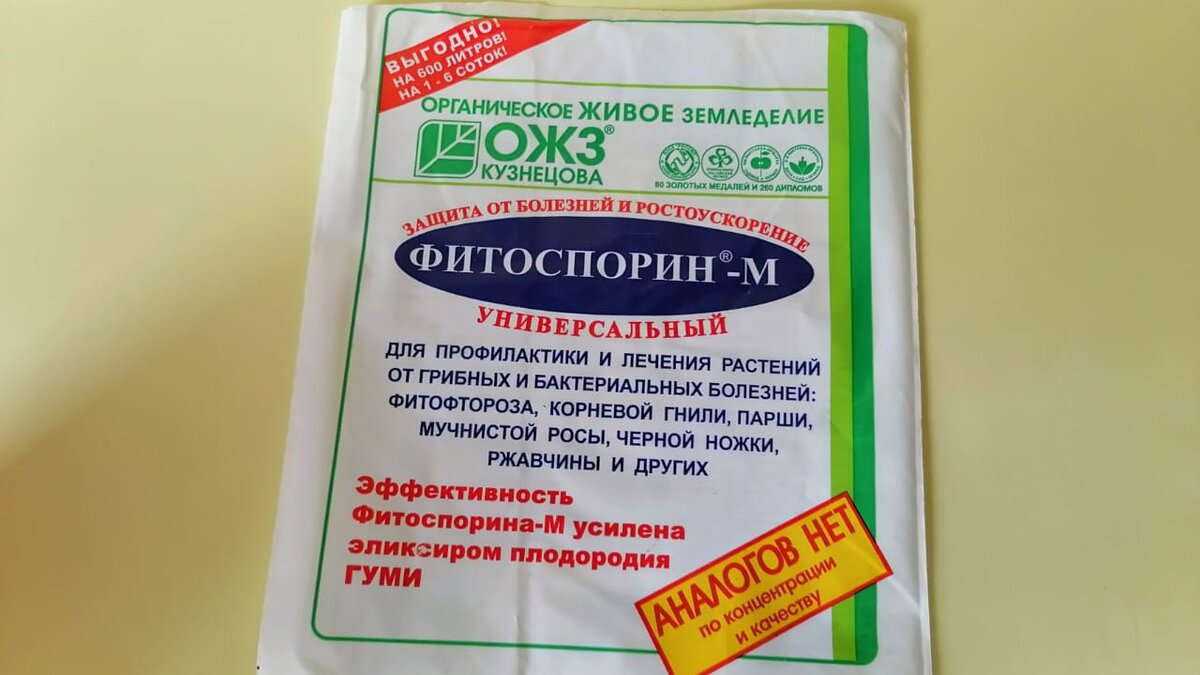 ВЫГОДНО!
НА 600 ЛИТРОВ!
НА 1 - 6 СОТОК!
ОРГАНИЧЕСКОЕ ЖИВОЕ ЗЕМЛЕДЕЛИЕ
ОЖЗ®
КУЗНЕЦОВА
80 ЗОЛОТЫХ МЕДАЛЕЙ И 260 ДИПЛОМОВ
ЗАЩИТА ОТ БОЛЕЗНЕЙ И РОСТОУСКОРЕНИЕ
ФИТОСПОРИН®-М
УНИВЕРСАЛЬНЫЙ
ДЛЯ ПРОФИЛАКТИКИ И ЛЕЧЕНИЯ РАСТЕНИЙ
ОТ ГРИБНЫХ И БАКТЕРИАЛЬНЫХ БОЛЕЗНЕЙ:
ФИТОФТОРОЗА, КОРНЕВОЙ ГНИЛИ, ПАРШИ,
МУЧНИСТОЙ РОСЫ, ЧЕРНОЙ НОЖКИ,
РЖАВЧИНЫ И ДРУГИХ
Эффективность
Фитоспорина-М усилена
эликсиром плодородия
ГУМИ
АНАЛОГОВ НЕТ
по концентрации
и качеству